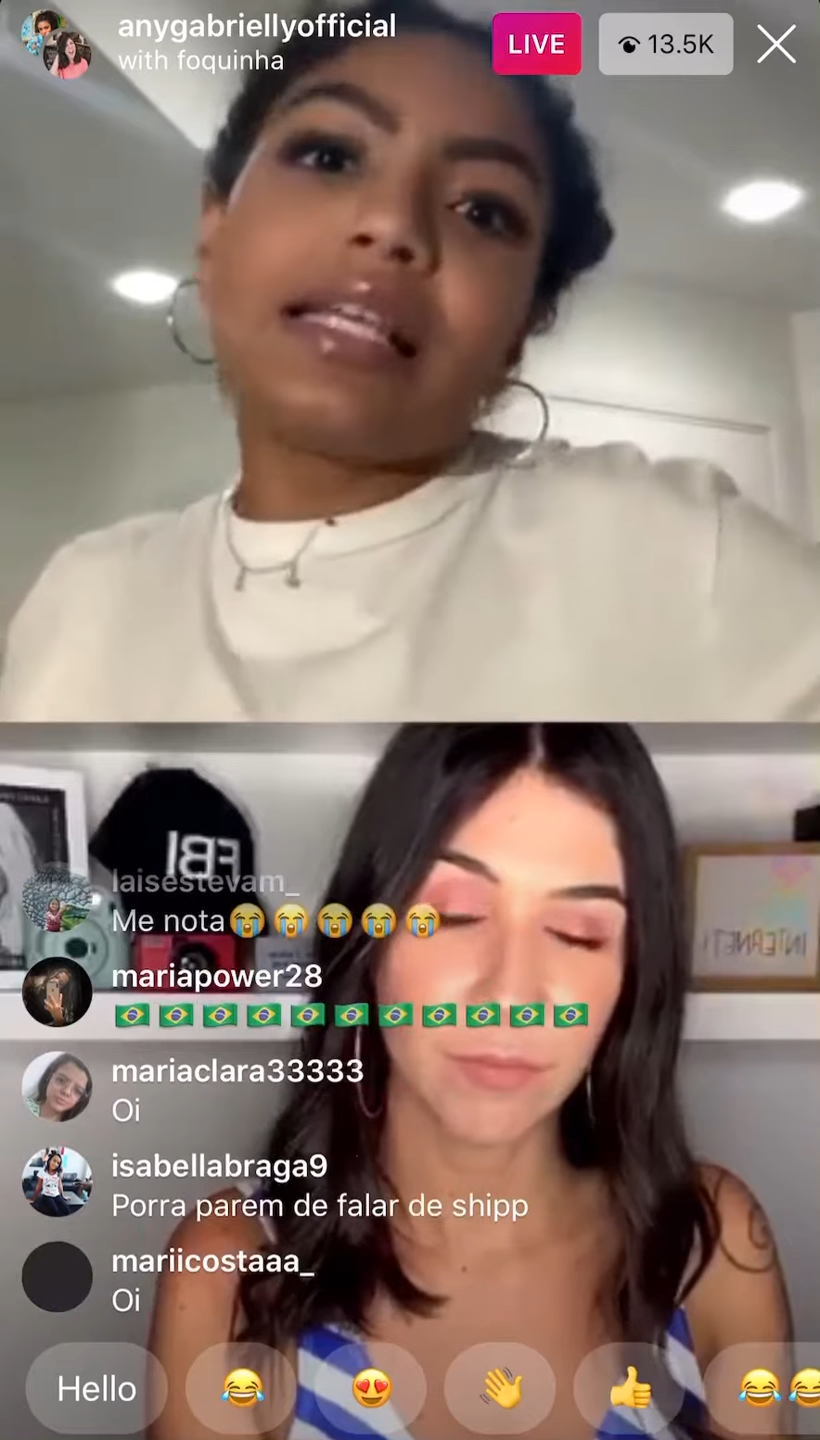 anygabriellyofficial
with foquinha
LIVE
13.5K
FBI
INTERNET!
laisestevam_
Me nota😭😭😭😭😭
mariapower28
🇧🇷🇧🇷🇧🇷🇧🇷🇧🇷🇧🇷🇧🇷🇧🇷🇧🇷🇧🇷🇧🇷
mariaclara33333
Oi
isabellabraga9
Porra parem de falar de shipp
mariicostaaa_
Oi
Hello 😂 😍 👋 👍 😂😂